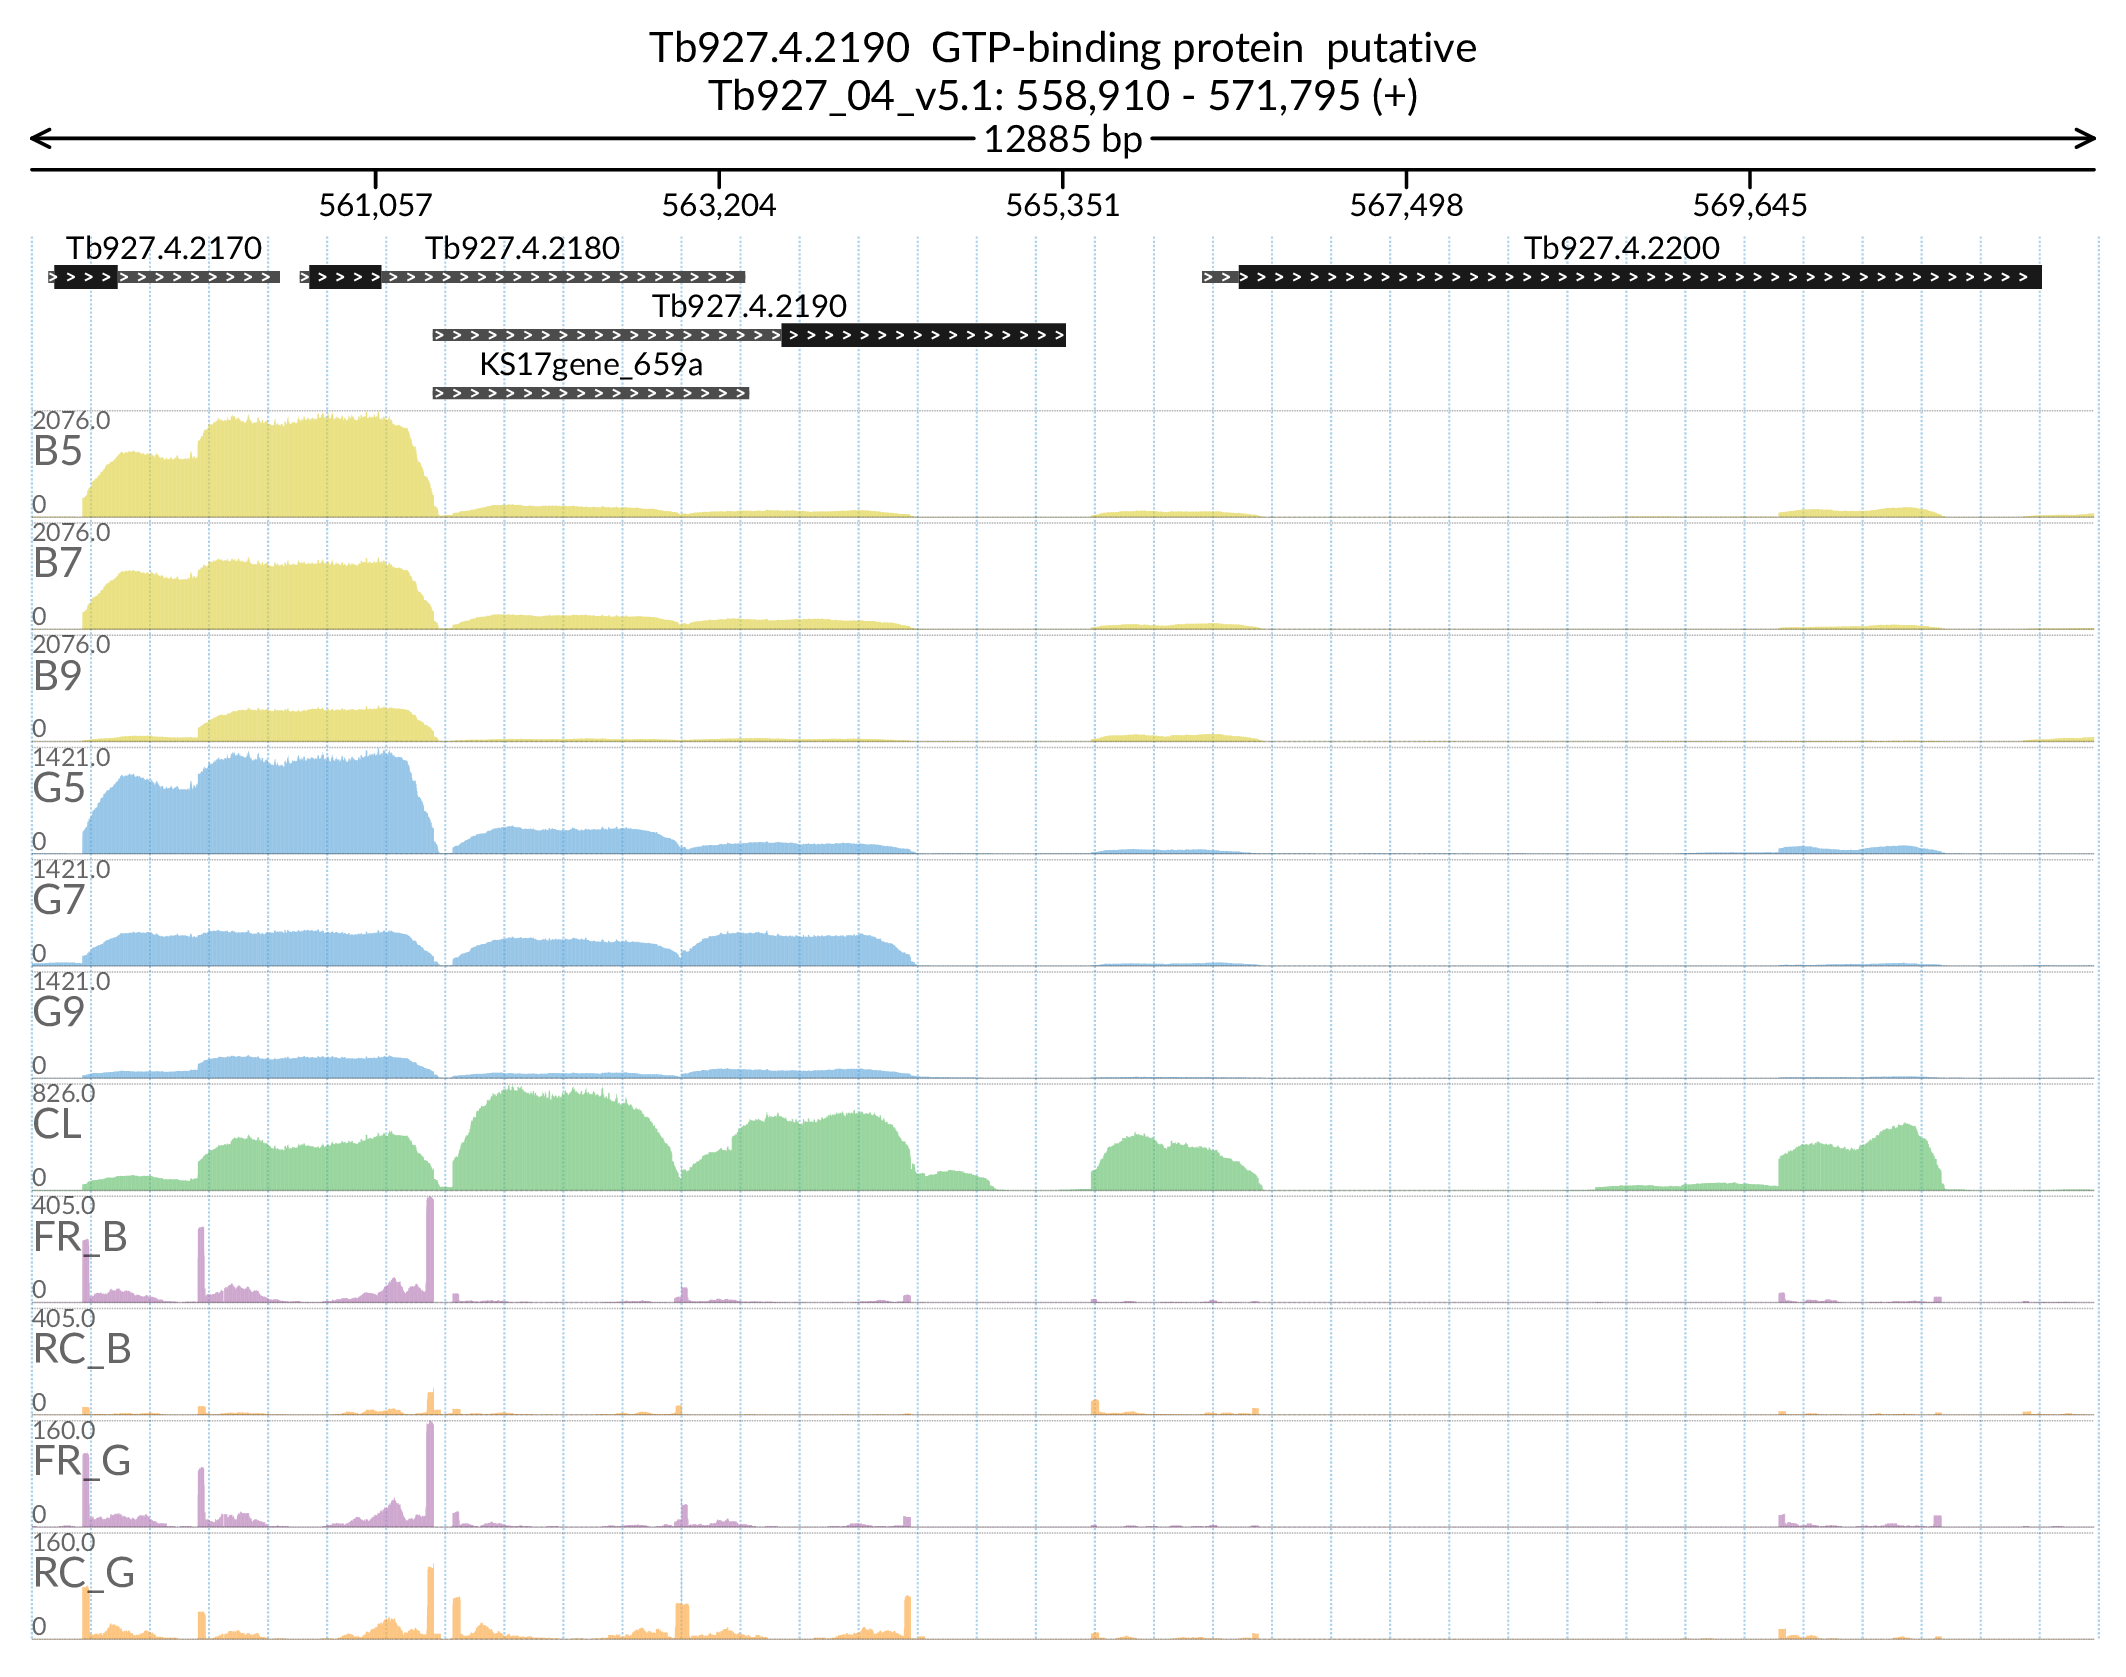 Tb927.4.2190  GTP-binding protein  putative
Tb927_04_v5.1: 558,910 - 571,795 (+)
12885 bp
561,057 563,204 565,351 567,498 569,645
Tb927.4.2170 Tb927.4.2180 Tb927.4.2200
Tb927.4.2190
KS17gene_659a
2076.0
B5
0
2076.0
B7
0
2076.0
B9
0
1421.0
G5
0
1421.0
G7
0
1421.0
G9
0
826.0
CL
0
405.0
FR_B
0
405.0
RC_B
0
160.0
FR_G
0
160.0
RC_G
0